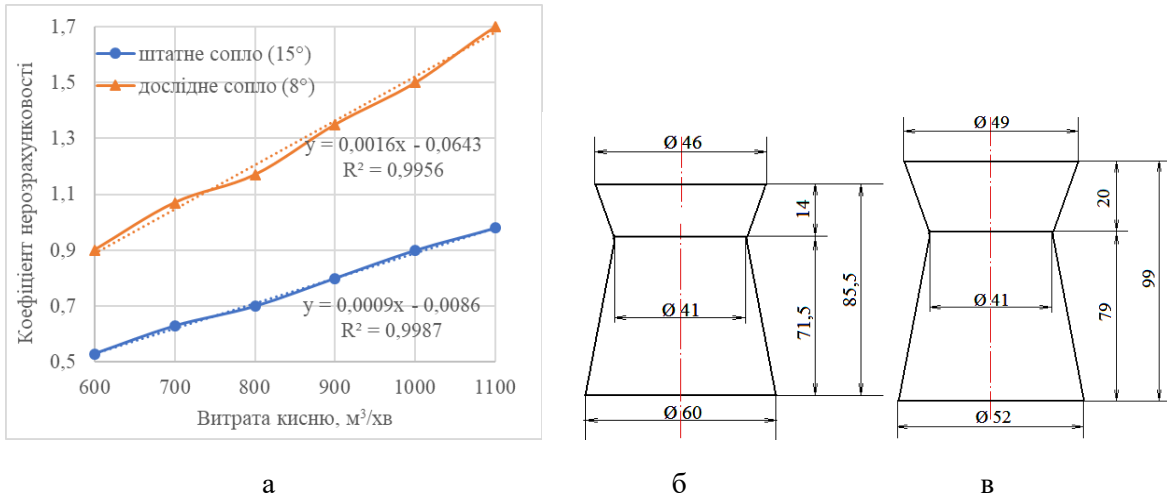 1,7
1,5
1,3
1,1
0,9
0,7
0,5
Коефіцієнт нерозрахунковості
штатне сопло (15°)
дослідне сопло (8°)
y = 0,0016x - 0,0643
R² = 0,9956
y = 0,0009x - 0,0086
R² = 0,9987
600 700 800 900 1000 1100
Витрата кисню, м³/хв
а
Ø 46
14
71,5
85,5
Ø 41
Ø 60
б
Ø 49
20
79
99
Ø 41
Ø 52
в